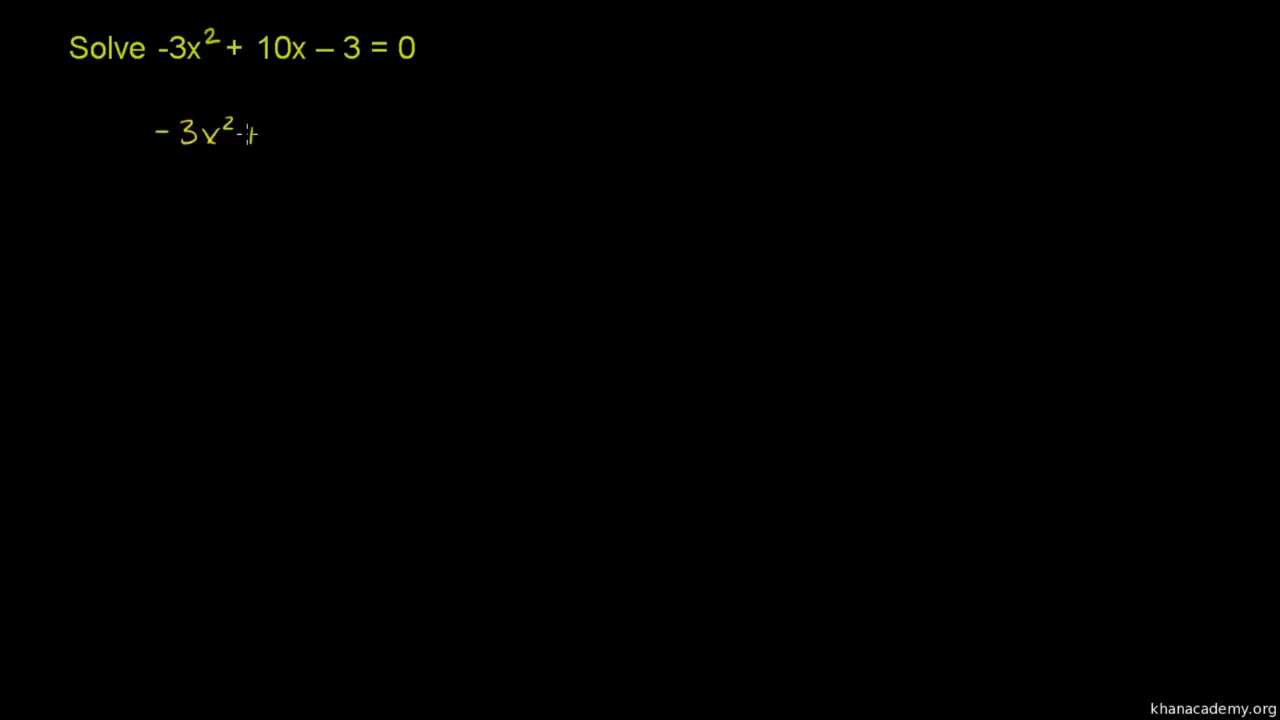 Solve -3x² + 10x – 3 = 0
- 3x² +
khanacademy.org